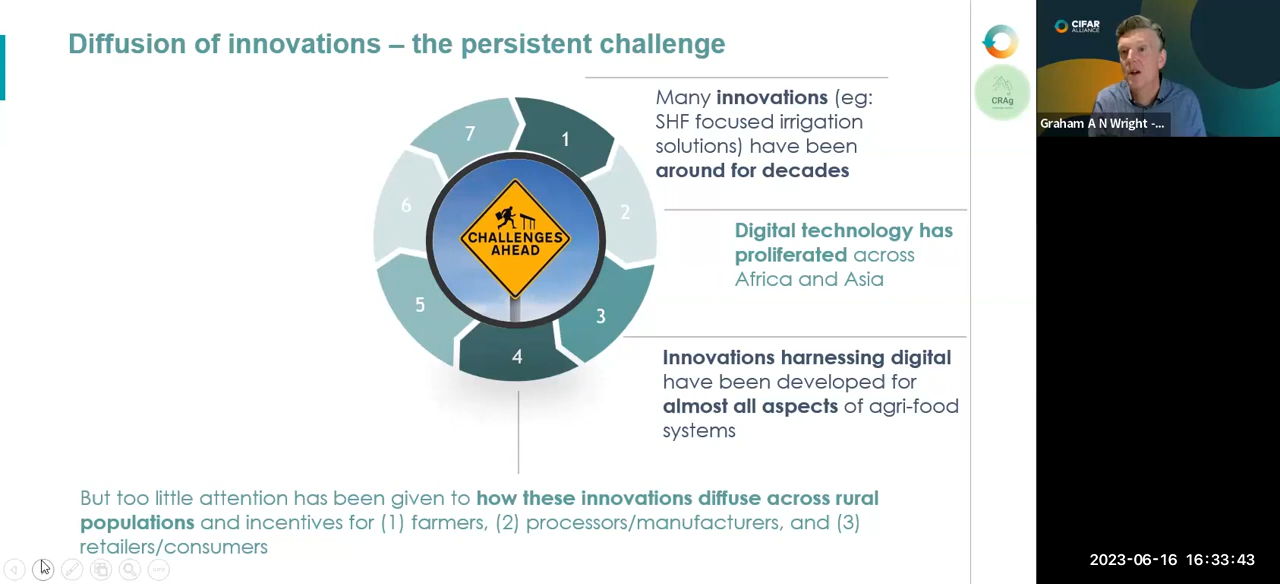 Diffusion of innovations – the persistent challenge
Many innovations (eg:
SHF focused irrigation
solutions) have been
around for decades
Digital technology has
proliferated across
Africa and Asia
Innovations harnessing digital
have been developed for
almost all aspects of agri-food
systems
But too little attention has been given to how these innovations diffuse across rural
populations and incentives for (1) farmers, (2) processors/manufacturers, and (3)
retailers/consumers
1
2
3
4
5
6
7
CHALLENGES
AHEAD
CRAg
CIFAR
ALLIANCE
Graham A N Wright -...
2023-06-16 16:33:43